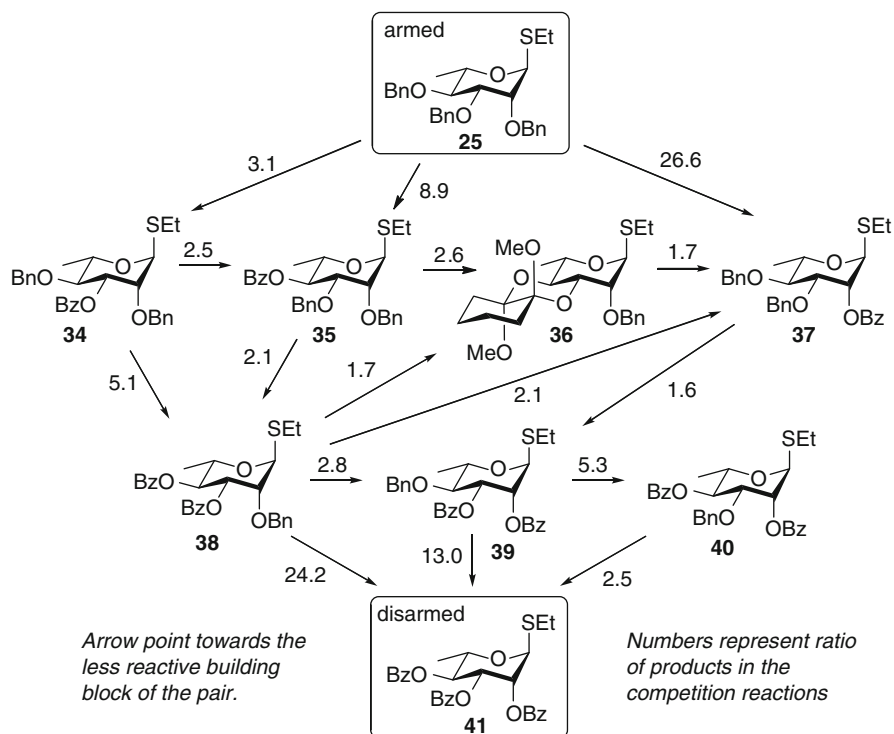 armed
SEt
O
BnO
BnO
OBn
25
3.1
8.9
26.6
SEt
O
BnO
BzO
OBn
34
2.5
SEt
O
BzO
BnO
OBn
35
2.6
SEt
MeO
O
O
O
OBn
MeO
36
1.7
SEt
O
BnO
BnO
OBz
37
5.1
2.1
1.7
2.1
1.6
SEt
O
BzO
BzO
OBn
38
2.8
SEt
O
BnO
BzO
OBz
39
5.3
SEt
O
BzO
BnO
OBz
40
24.2
13.0
2.5
Arrow point towards the
less reactive building
block of the pair.
disarmed
SEt
O
BzO
BzO
OBz
41
Numbers represent ratio
of products in the
competition reactions